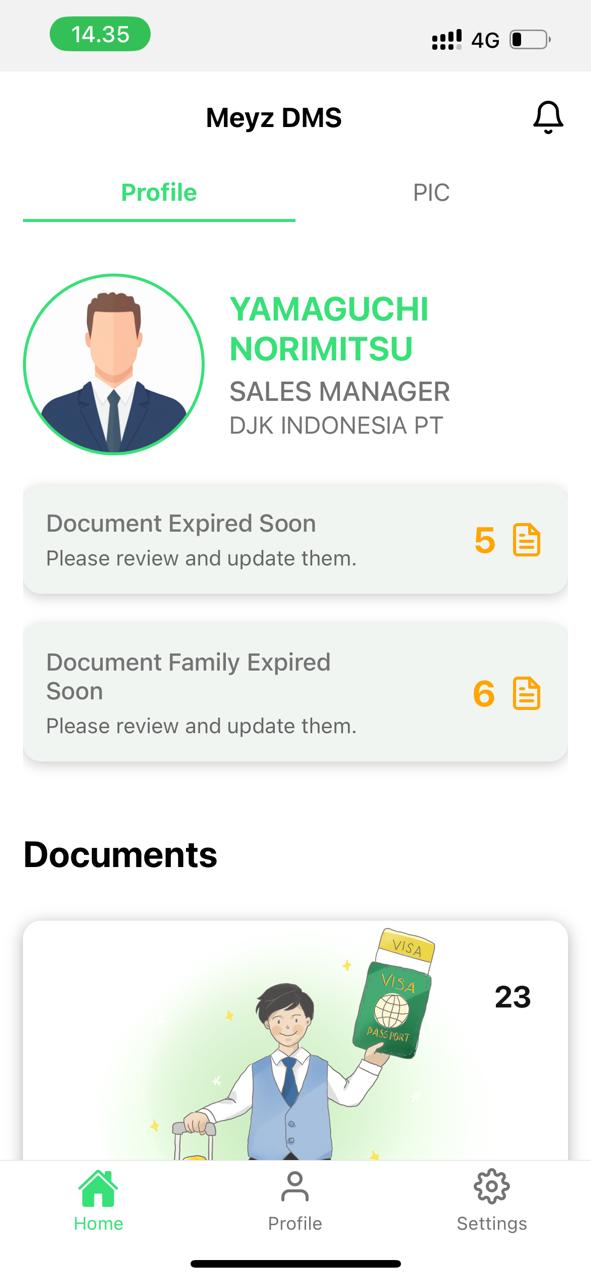 14.35
4G
Meyz DMS
Profile
PIC
YAMAGUCHI
NORIMITSU
SALES MANAGER
DJK INDONESIA PT
Document Expired Soon
Please review and update them.
5
Document Family Expired
Soon
Please review and update them.
6
Documents
VISA
VISA
PASSPORT
23
Home
Profile
Settings